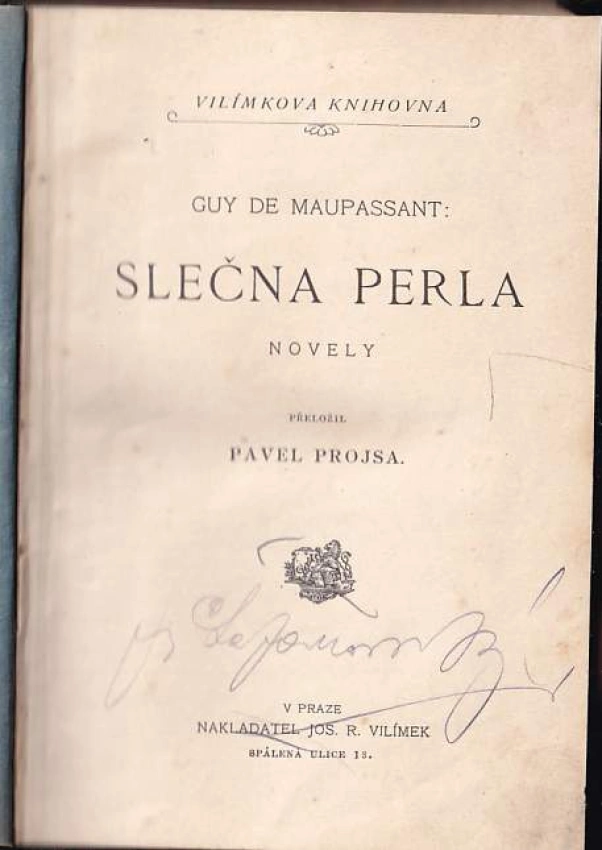 VILÍMKOVA KNIHOVNA
GUY DE MAUPASSANT:
SLEČNA PERLA
NOVELY
PŘELOŽIL
PAVEL PROJSA.
V PRAZE
NAKLADATEL JOS. R. VILÍMEK
SPÁLENÁ ULICE 13.